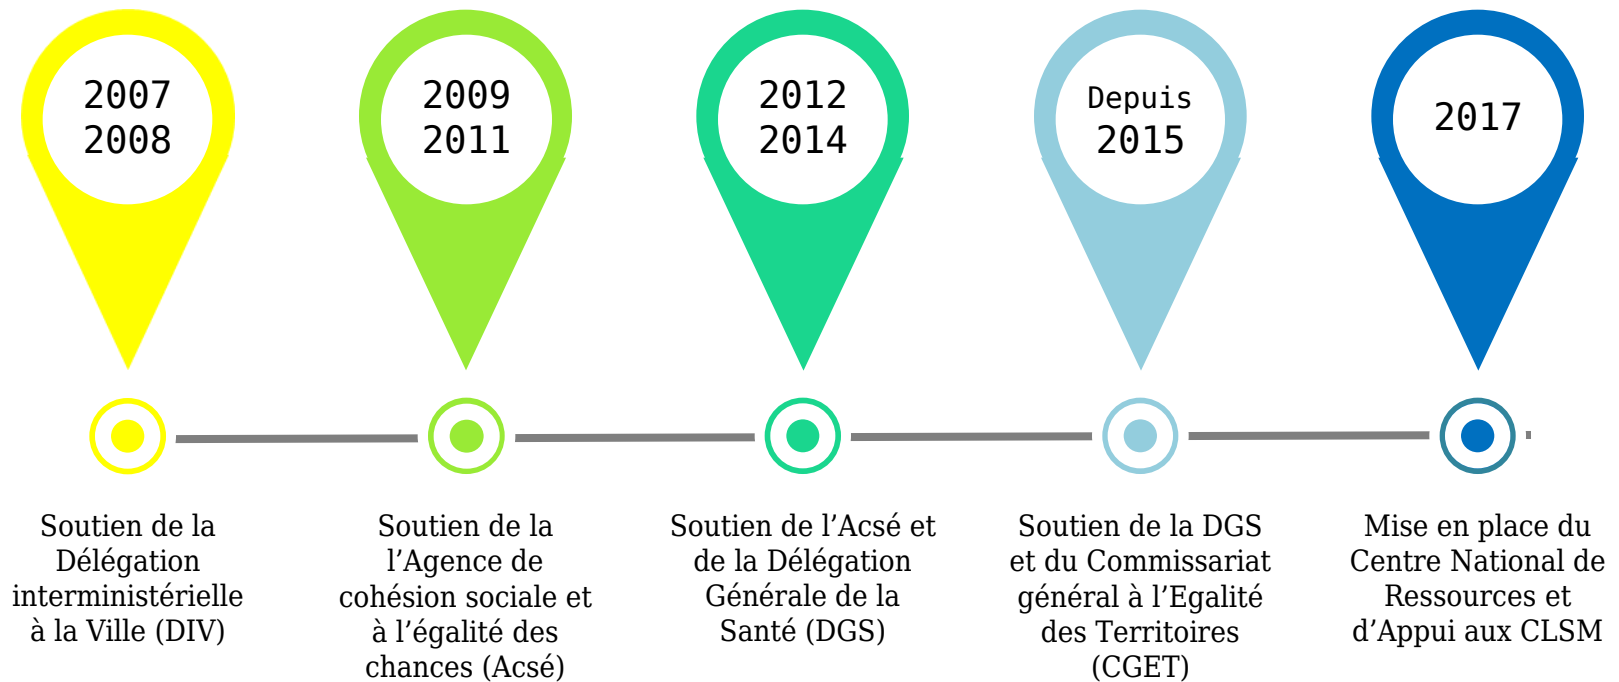 2007
2008
2009
2011
2012
2014
Depuis
2015
2017
Soutien de la
Délégation
interministérielle
à la Ville (DIV)
Soutien de la
l’Agence de
cohésion sociale et
à l’égalité des
chances (Acsé)
Soutien de l’Acsé et
de la Délégation
Générale de la
Santé (DGS)
Soutien de la DGS
et du Commissariat
général à l’Egalité
des Territoires
(CGET)
Mise en place du
Centre National de
Ressources et
d’Appui aux CLSM